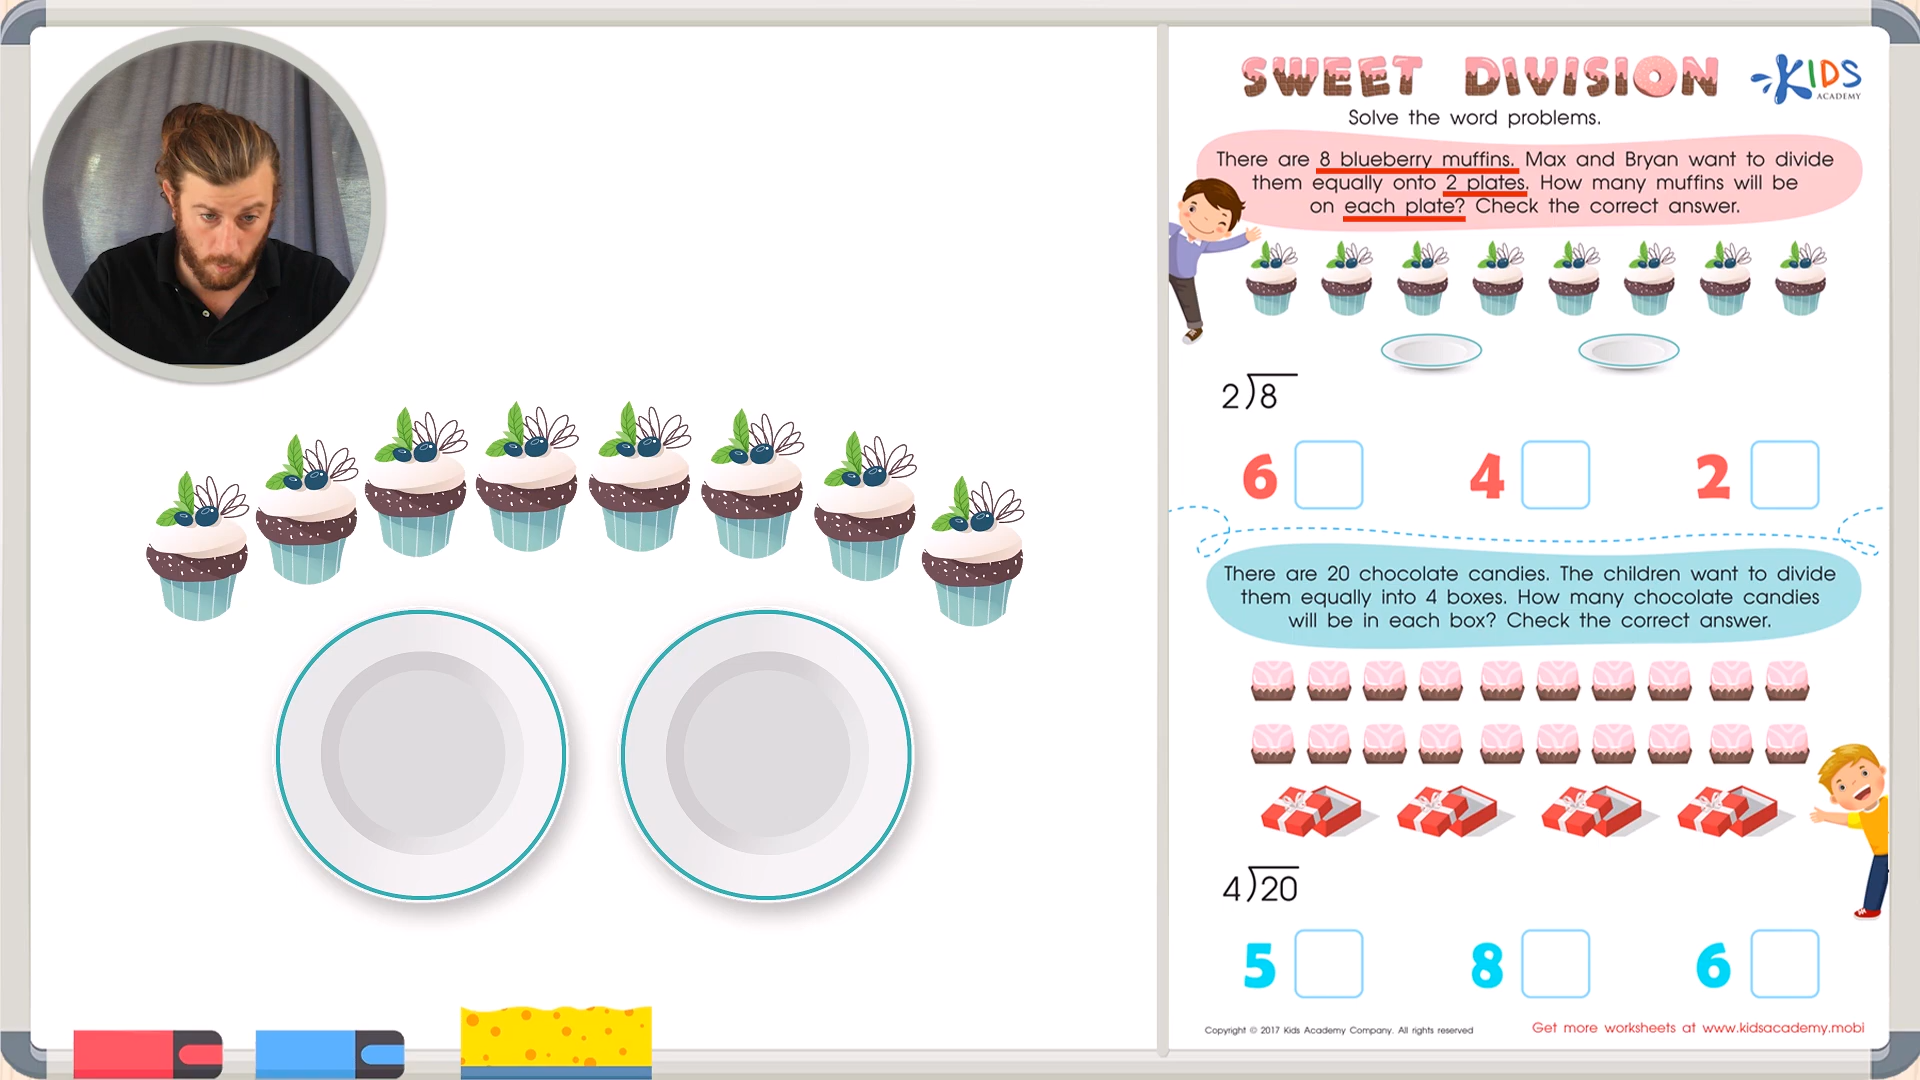 SWEET DIVISION
KIDS
ACADEMY
Solve the word problems.
There are 8 blueberry muffins. Max and Bryan want to divide
them equally onto 2 plates. How many muffins will be
on each plate? Check the correct answer.
2)8
6 4 2
There are 20 chocolate candies. The children want to divide
them equally into 4 boxes. How many chocolate candies
will be in each box? Check the correct answer.
4)20
5 8 6
Copyright © 2017 Kids Academy Company. All rights reserved
Get more worksheets at www.kidsacademy.mobi